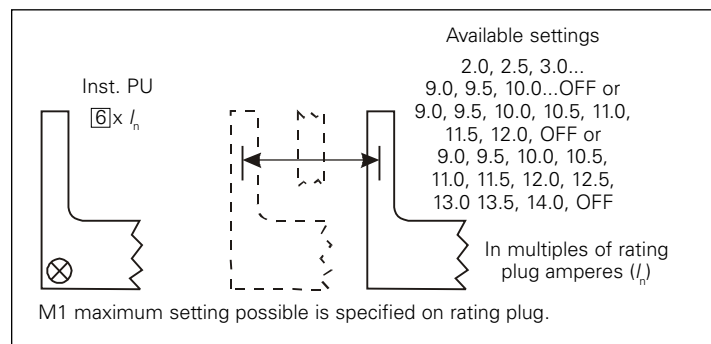 Inst. PU
6 x Iₙ
Available settings
2.0, 2.5, 3.0...
9.0, 9.5, 10.0...OFF or
9.0, 9.5, 10.0, 10.5, 11.0,
11.5, 12.0, OFF or
9.0, 9.5, 10.0, 10.5,
11.0, 11.5, 12.0, 12.5,
13.0 13.5, 14.0, OFF
In multiples of rating
plug amperes (Iₙ)
M1 maximum setting possible is specified on rating plug.